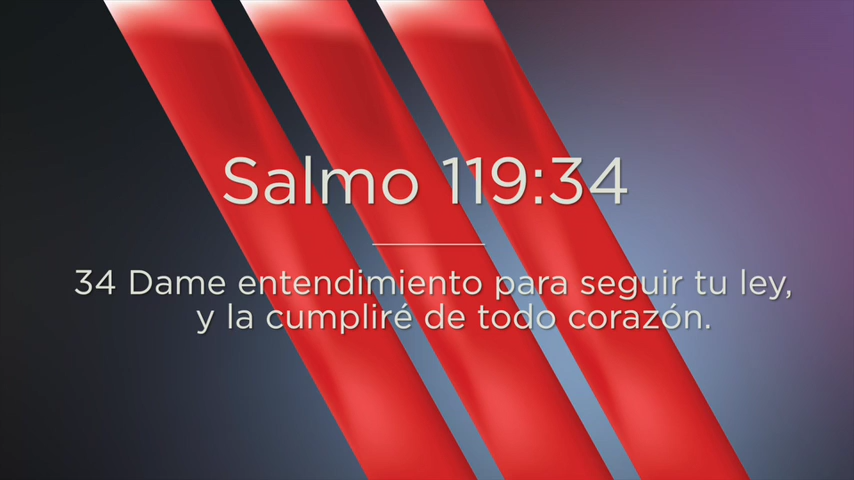 Salmo 119:34
34 Dame entendimiento para seguir tu ley,
y la cumpliré de todo corazón.